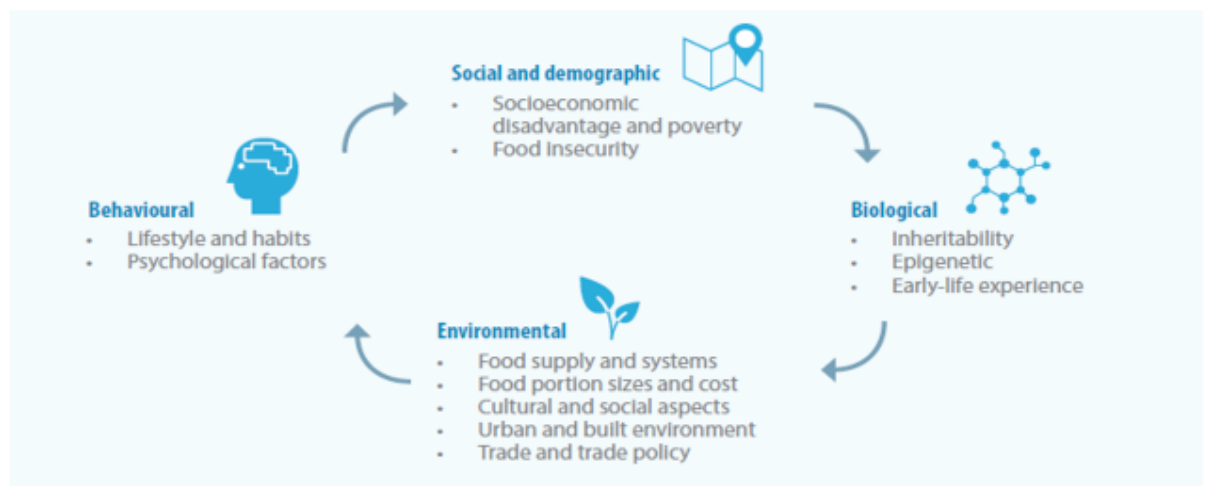 Social and demographic
• Socioeconomic
disadvantage and poverty
• Food insecurity
Behavioural
• Lifestyle and habits
• Psychological factors
Biological
• Inheritability
• Epigenetic
• Early-life experience
Environmental
• Food supply and systems
• Food portion sizes and cost
• Cultural and social aspects
• Urban and built environment
• Trade and trade policy